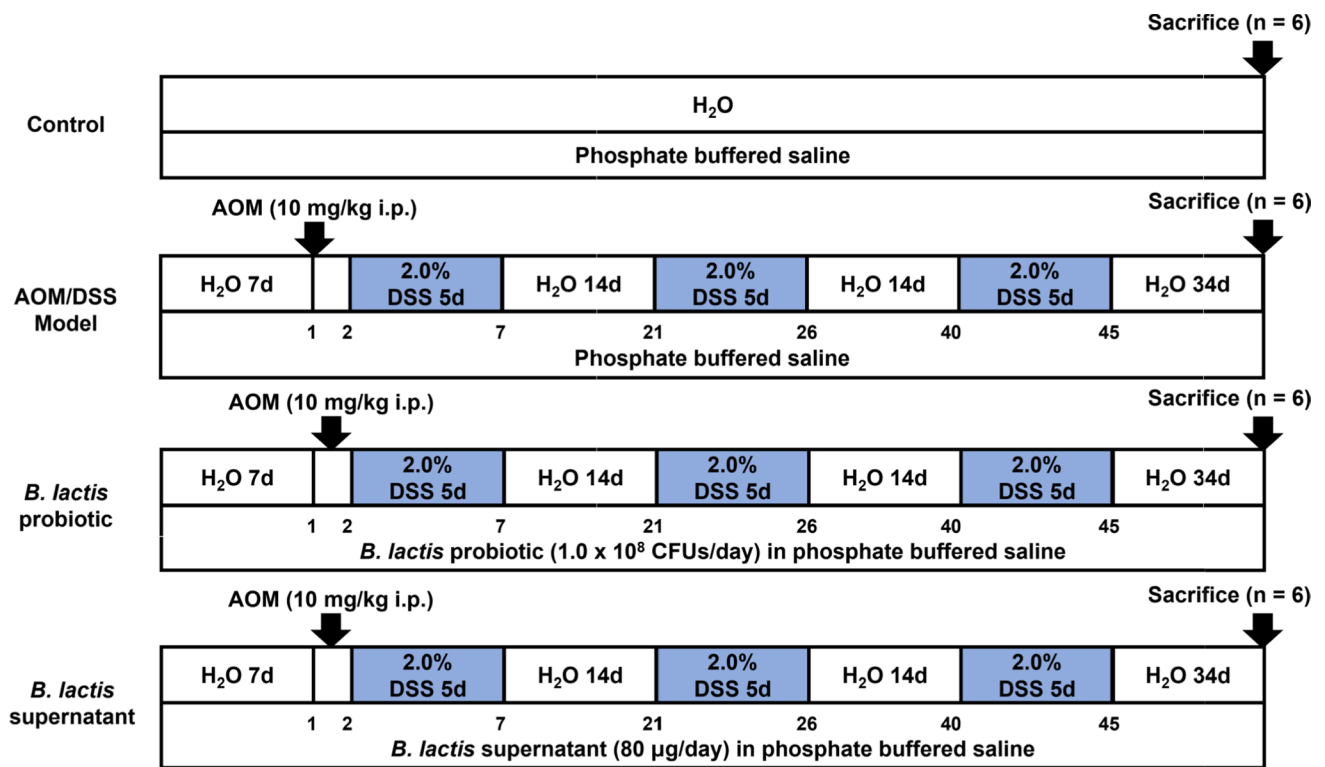 Sacrifice (n = 6)
Control
H₂O
Phosphate buffered saline
AOM (10 mg/kg i.p.)
Sacrifice (n = 6)
AOM/DSS
Model
H₂O 7d
2.0%
DSS 5d
H₂O 14d
2.0%
DSS 5d
H₂O 14d
2.0%
DSS 5d
H₂O 34d
1 2 7 21 26 40 45
Phosphate buffered saline
AOM (10 mg/kg i.p.)
Sacrifice (n = 6)
B. lactis
probiotic
H₂O 7d
2.0%
DSS 5d
H₂O 14d
2.0%
DSS 5d
H₂O 14d
2.0%
DSS 5d
H₂O 34d
1 2 7 21 26 40 45
B. lactis probiotic (1.0 x 10⁸ CFUs/day) in phosphate buffered saline
AOM (10 mg/kg i.p.)
Sacrifice (n = 6)
B. lactis
supernatant
H₂O 7d
2.0%
DSS 5d
H₂O 14d
2.0%
DSS 5d
H₂O 14d
2.0%
DSS 5d
H₂O 34d
1 2 7 21 26 40 45
B. lactis supernatant (80 µg/day) in phosphate buffered saline